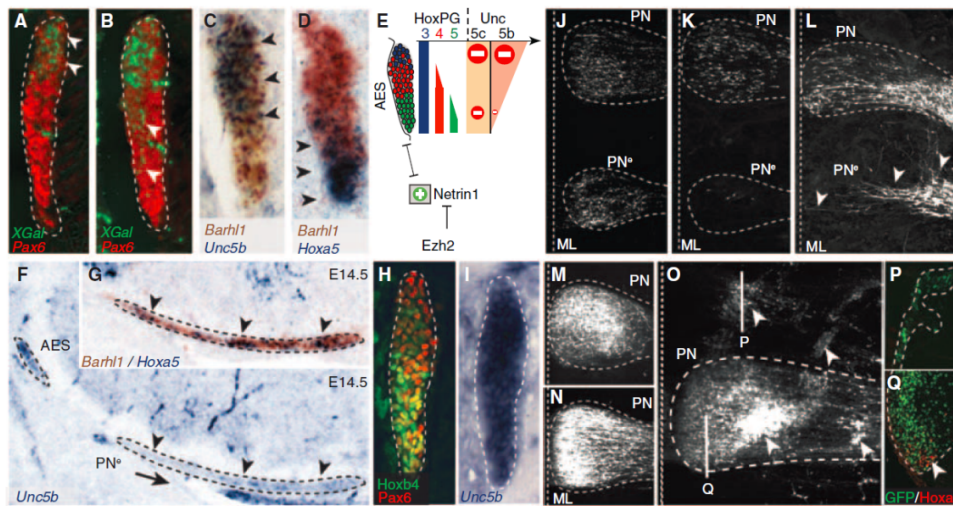 A
XGal
Pax6
B
XGal
Pax6
C
Barhl1
Unc5b
D
Barhl1
Hoxa5
E
HoxPG Unc
3 4 5 5c 5b
AES
Netrin1
Ezh2
J
PN
PNe
ML
K
PN
PNe
ML
L
PN
PNe
ML
F
AES
PNe
Unc5b
E14.5
G
E14.5
Barhl1 / Hoxa5
H
Hoxb4
Pax6
I
Unc5b
M
PN
N
PN
ML
O
P
PN
Q
P
Q
GFP/Hoxa